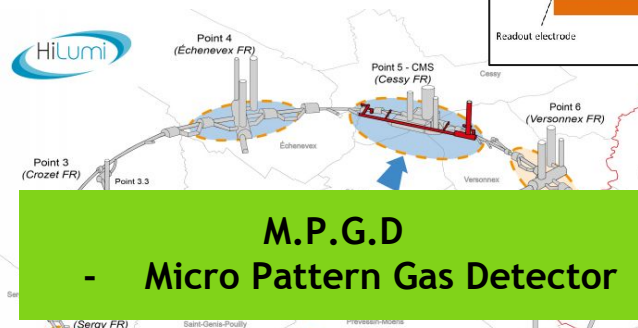 Readout electrode
HiLumi
Point 4
(Échenevex FR)
Point 5 - CMS
(Cessy FR)
Cessy
Point 6
(Versonnex FR)
Échenevex
Point 3
(Crozet FR)
Point 3.3
Versonnex
M.P.G.D
- Micro Pattern Gas Detector
(Sergy FR)
Saint-Genis-Pouilly
Prévessin-Moëns